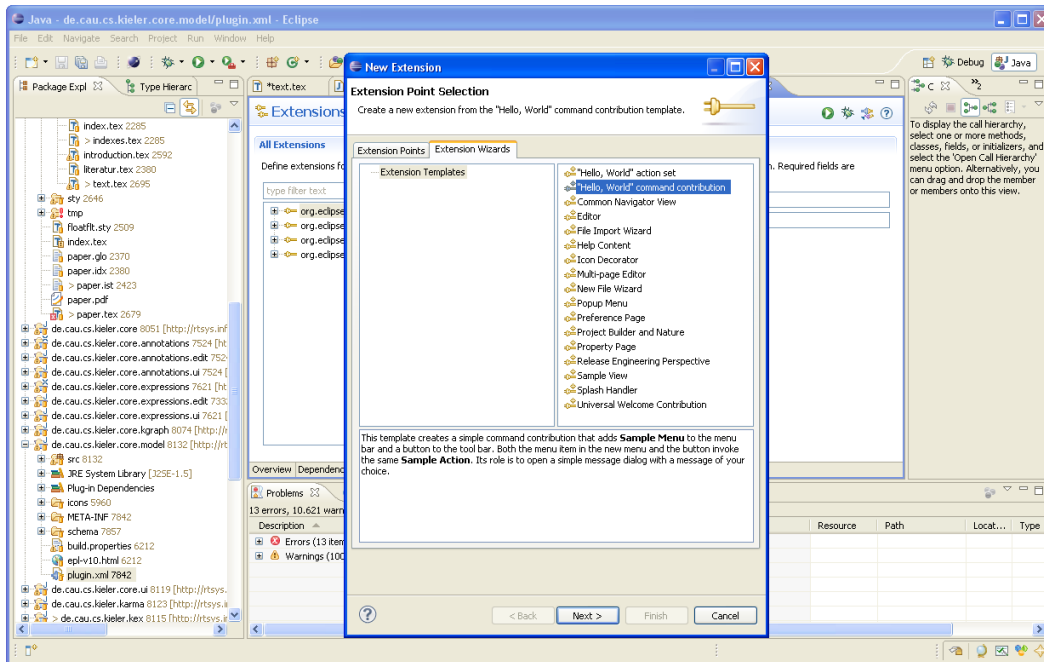 Java - de.cau.cs.kieler.core.model/plugin.xml - Eclipse
File Edit Navigate Search Project Run Window Help
Debug Java
Package Expl Type Hierarc
index.tex 2285
> indexes.tex 2285
introduction.tex 2592
literatur.tex 2380
> text.tex 2695
sty 2646
tmp
floatflt.sty 2509
index.tex
paper.glo 2370
paper.idx 2380
> paper.ist 2423
paper.pdf
> paper.tex 2679
de.cau.cs.kieler.core 8051 [http://rtsys.inf
de.cau.cs.kieler.core.annotations 7524 [ht
de.cau.cs.kieler.core.annotations.edit 752
de.cau.cs.kieler.core.annotations.ui 7524 [
de.cau.cs.kieler.core.expressions 7621 [ht
de.cau.cs.kieler.core.expressions.edit 733
de.cau.cs.kieler.core.expressions.ui 7621 [
de.cau.cs.kieler.core.kgraph 8074 [http://
de.cau.cs.kieler.core.model 8132 [http://rt
src 8132
JRE System Library [J2SE-1.5]
Plug-in Dependencies
icons 5960
META-INF 7842
schema 7857
build.properties 6212
epl-v10.html 6212
plugin.xml 7842
de.cau.cs.kieler.core.ui 8119 [http://rtsys.
de.cau.cs.kieler.karma 8123 [http://rtsys.i
> de.cau.cs.kieler.kex 8115 [http://rtsys.i
*text.tex
Extensions
All Extensions
Define extensions fo
type filter text
org.eclipse
org.eclipse
org.eclipse
org.eclipse
Overview Dependenc
n. Required fields are
New Extension
Extension Point Selection
Create a new extension from the "Hello, World" command contribution template.
Extension Points Extension Wizards
Extension Templates
"Hello, World" action set
"Hello, World" command contribution
Common Navigator View
Editor
File Import Wizard
Help Content
Icon Decorator
Multi-page Editor
New File Wizard
Popup Menu
Preference Page
Project Builder and Nature
Property Page
Release Engineering Perspective
Sample View
Splash Handler
Universal Welcome Contribution
This template creates a simple command contribution that adds Sample Menu to the menu
bar and a button to the tool bar. Both the menu item in the new menu and the button invoke
the same Sample Action. Its role is to open a simple message dialog with a message of your
choice.
< Back Next > Finish Cancel
C
To display the call hierarchy,
select one or more methods,
classes, fields, or initializers, and
select the 'Open Call Hierarchy'
menu option. Alternatively, you
can drag and drop the member
or members onto this view.
Problems
13 errors, 10.621 warn
Description Resource Path Locat... Type
Errors (13 item
Warnings (100